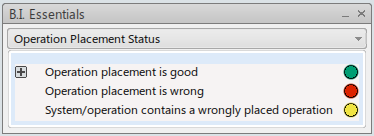 B.I. Essentials
Operation Placement Status
Operation placement is good
Operation placement is wrong
System/operation contains a wrongly placed operation